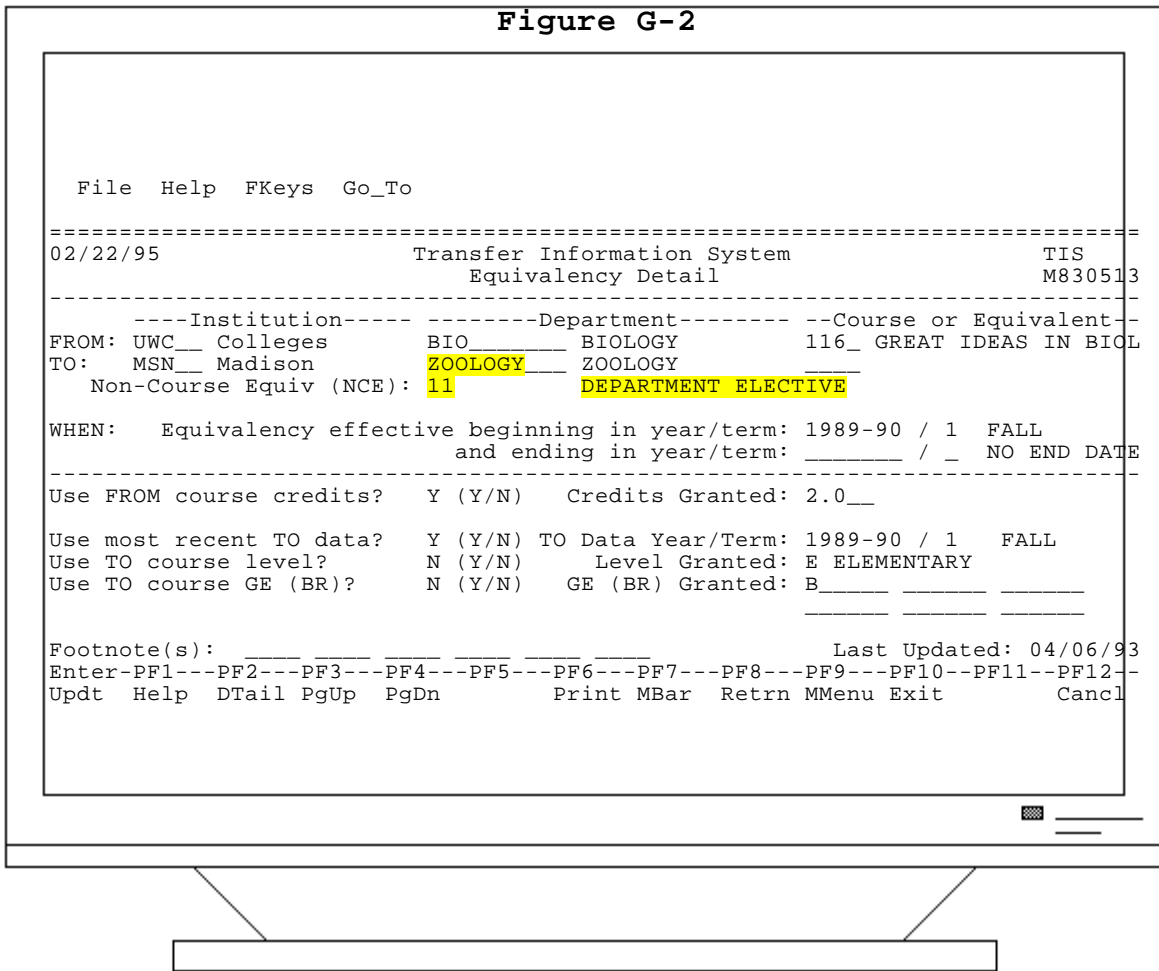 Figure G-2
File  Help  FKeys  Go_To
==============================================================================
02/22/95                  Transfer Information System                  TIS
Equivalency Detail                  M830513
------------------------------------------------------------------------------
----Institution----- --------Department-------- --Course or Equivalent--
FROM: UWC__ Colleges       BIO_______ BIOLOGY            116_ GREAT IDEAS IN BIOL
TO:   MSN__ Madison        ZOOLOGY___ ZOOLOGY            ____
Non-Course Equiv (NCE): 11         DEPARTMENT ELECTIVE
WHEN:   Equivalency effective beginning in year/term: 1989-90 / 1  FALL
and ending in year/term: _______ / _  NO END DATE
------------------------------------------------------------------------------
Use FROM course credits?   Y (Y/N)   Credits Granted: 2.0__
Use most recent TO data?   Y (Y/N) TO Data Year/Term: 1989-90 / 1   FALL
Use TO course level?       N (Y/N)     Level Granted: E ELEMENTARY
Use TO course GE (BR)?     N (Y/N)   GE (BR) Granted: B_____ ______ ______
______ ______ ______
Footnote(s):  ____ ____ ____ ____ ____ ____             Last Updated: 04/06/93
Enter-PF1---PF2---PF3---PF4---PF5---PF6---PF7---PF8---PF9---PF10--PF11--PF12--
Updt  Help  DTail PgUp  PgDn        Print MBar  Retrn MMenu Exit        Cancl